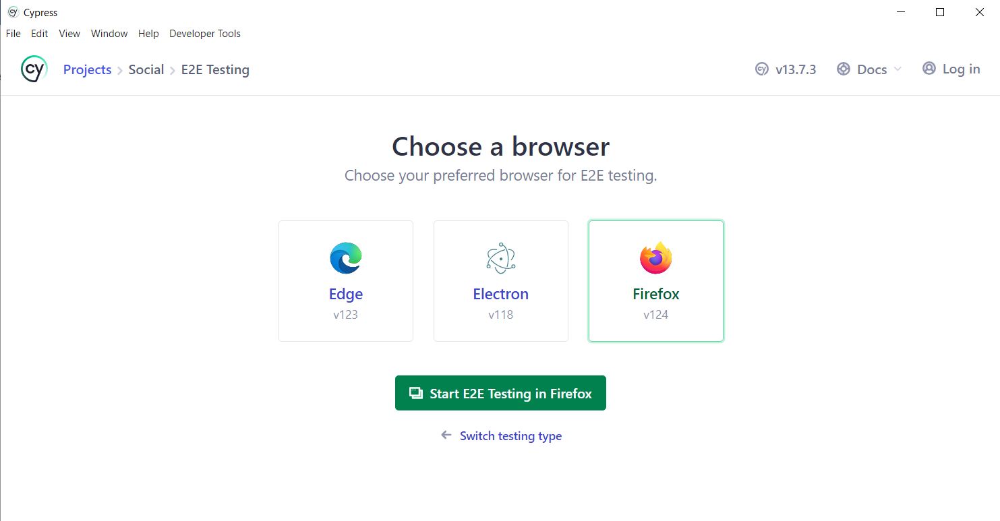 Cypress
File Edit View Window Help Developer Tools
cy Projects Social E2E Testing v13.7.3 Docs Log in
Choose a browser
Choose your preferred browser for E2E testing.
Edge Electron Firefox
v123 v118 v124
Start E2E Testing in Firefox
Switch testing type